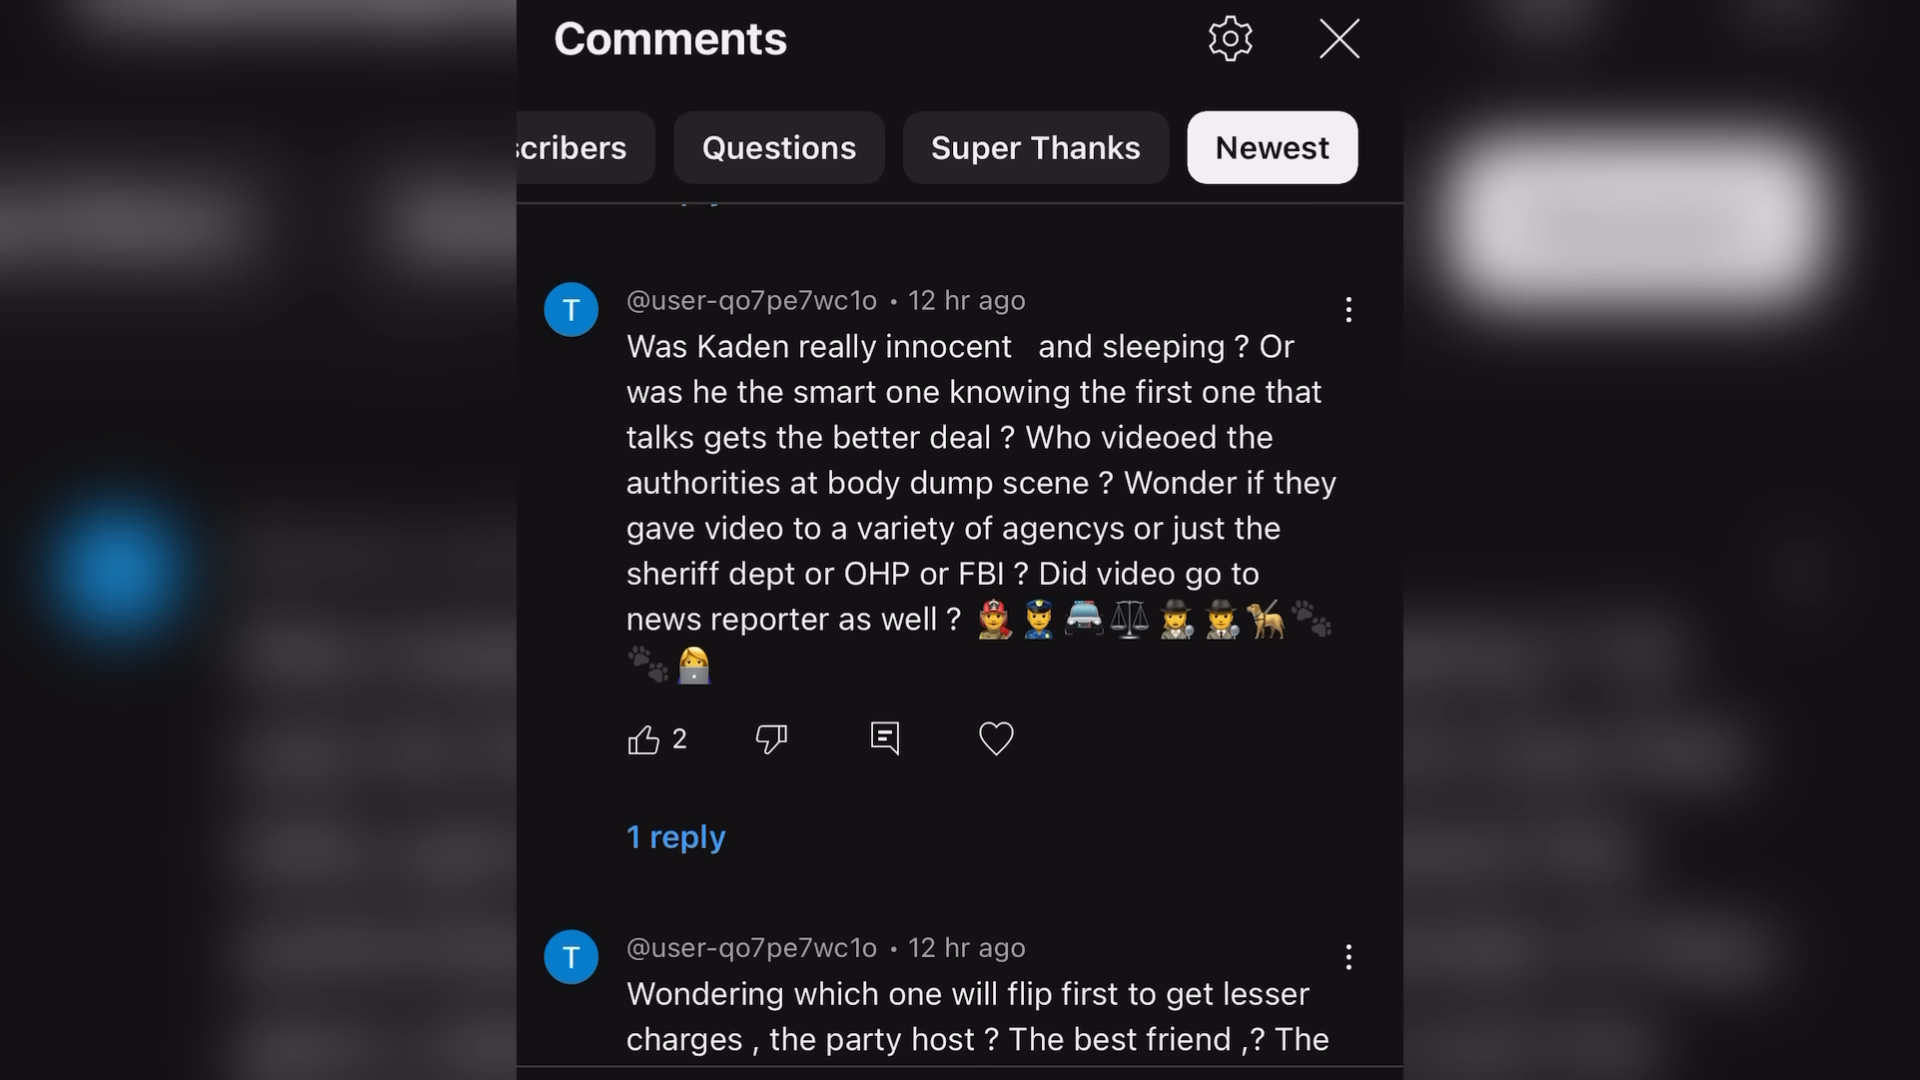 Comments
scribers Questions Super Thanks Newest
T
@user-qo7pe7wc1o • 12 hr ago
Was Kaden really innocent   and sleeping ? Or
was he the smart one knowing the first one that
talks gets the better deal ? Who videoed the
authorities at body dump scene ? Wonder if they
gave video to a variety of agencys or just the
sheriff dept or OHP or FBI ? Did video go to
news reporter as well ? 👩‍🚒👮‍♂️🚔⚖️🕵️‍♀️🕵️‍♂️🦮🐾
🐾👩‍💻
2
1 reply
T
@user-qo7pe7wc1o • 12 hr ago
Wondering which one will flip first to get lesser
charges , the party host ? The best friend ,? The